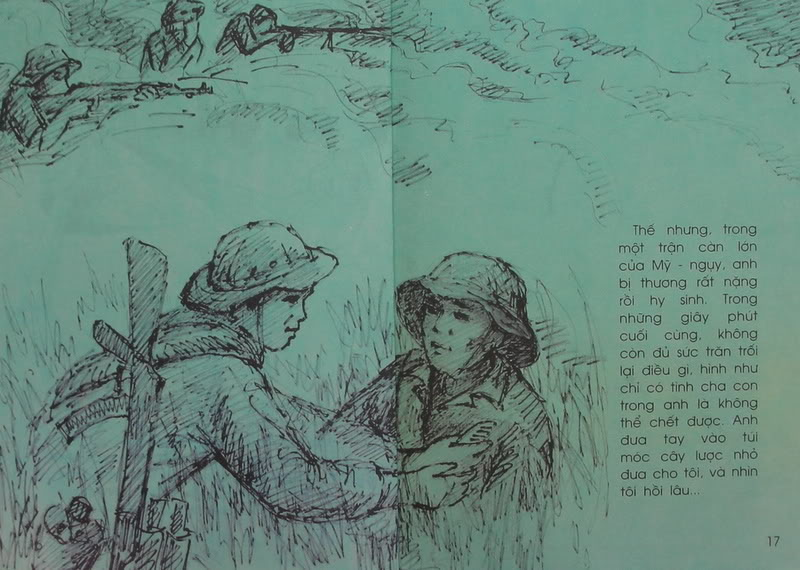 Thế nhưng, trong
một trận càn lớn
của Mỹ - ngụy, anh
bị thương rất nặng
rồi hy sinh. Trong
những giây phút
cuối cùng, không
còn đủ sức trăn trối
lại điều gì, hình như
chỉ có tình cha con
trong anh là không
thể chết được. Anh
đưa tay vào túi
móc cây lược nhỏ
đưa cho tôi, và nhìn
tôi hồi lâu...
17